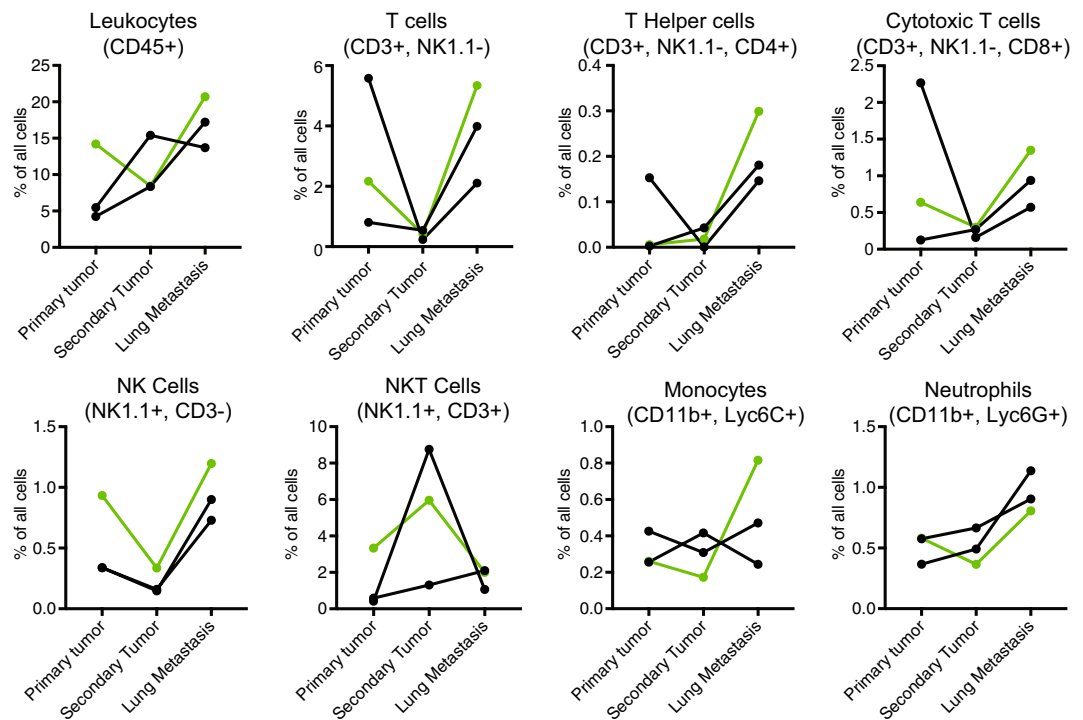 Leukocytes
(CD45+)
% of all cells
25
20
15
10
5
0
Primary tumor
Secondary Tumor
Lung Metastasis
T cells
(CD3+, NK1.1-)
% of all cells
6
4
2
0
Primary tumor
Secondary Tumor
Lung Metastasis
T Helper cells
(CD3+, NK1.1-, CD4+)
% of all cells
0.4
0.3
0.2
0.1
0.0
Primary tumor
Secondary Tumor
Lung Metastasis
Cytotoxic T cells
(CD3+, NK1.1-, CD8+)
% of all cells
2.5
2
1.5
1
0.5
0
Primary tumor
Secondary Tumor
Lung Metastasis
NK Cells
(NK1.1+, CD3-)
% of all cells
1.5
1.0
0.5
0.0
Primary tumor
Secondary Tumor
Lung Metastasis
NKT Cells
(NK1.1+, CD3+)
% of all cells
10
8
6
4
2
0
Primary tumor
Secondary Tumor
Lung Metastasis
Monocytes
(CD11b+, Lyc6C+)
% of all cells
1.0
0.8
0.6
0.4
0.2
0.0
Primary Tumor
Secondary Tumor
Lung Metastasis
Neutrophils
(CD11b+, Lyc6G+)
% of all cells
1.5
1.0
0.5
0.0
Primary Tumor
Secondary Tumor
Lung Metastasis